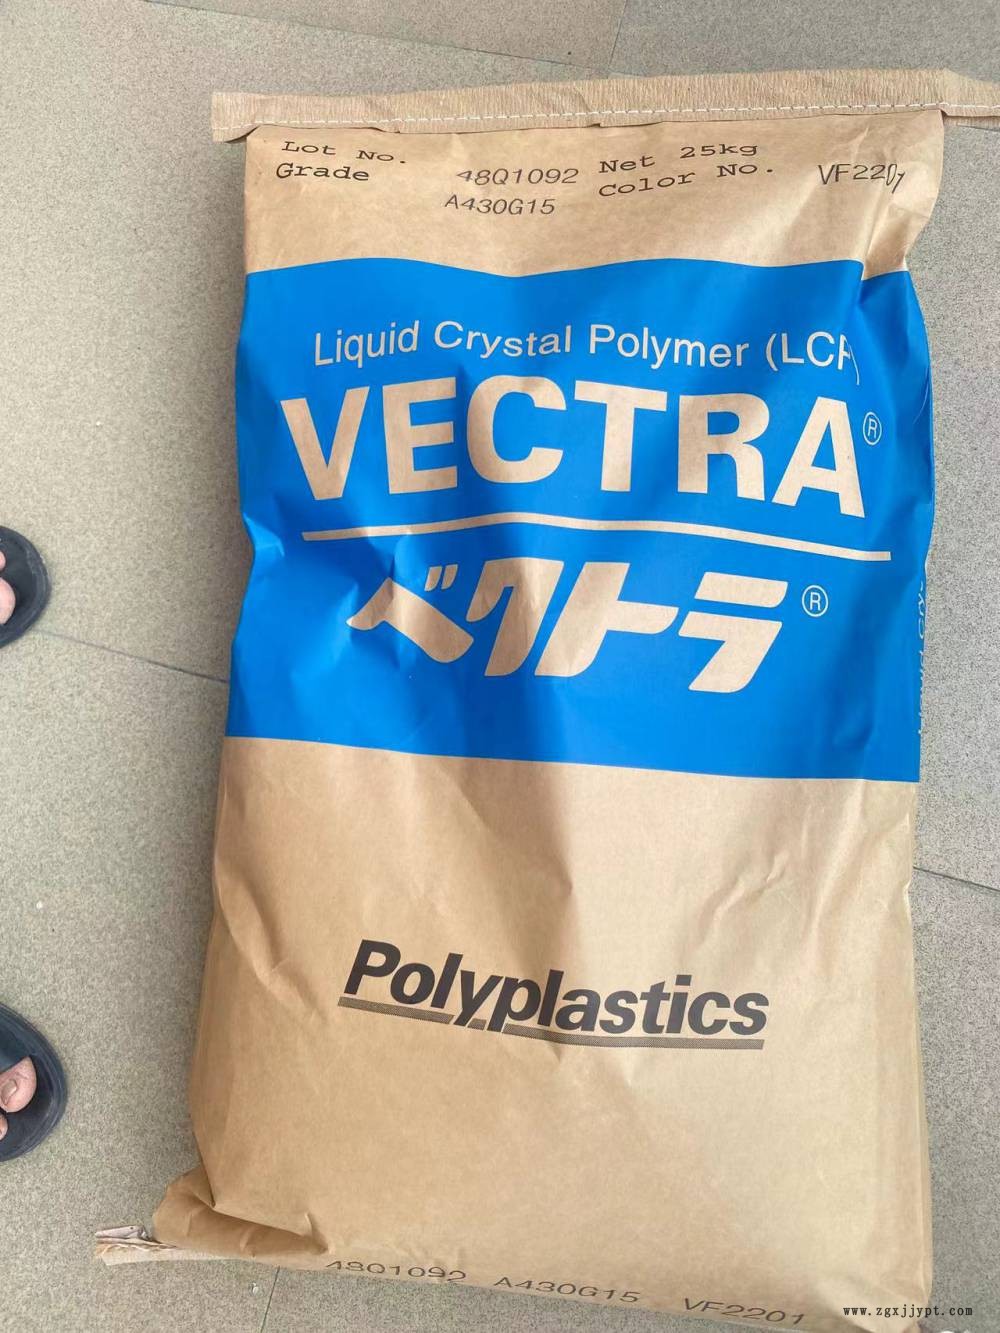 Lot No. 48Q1092 Net 25kg
Grade A430G15 Color No. VF2201
Liquid Crystal Polymer (LCP)
VECTRA®
ベクトラ®
Polyplastics
48Q1092 A430G15 VF2201
www.zgxjjypt.com